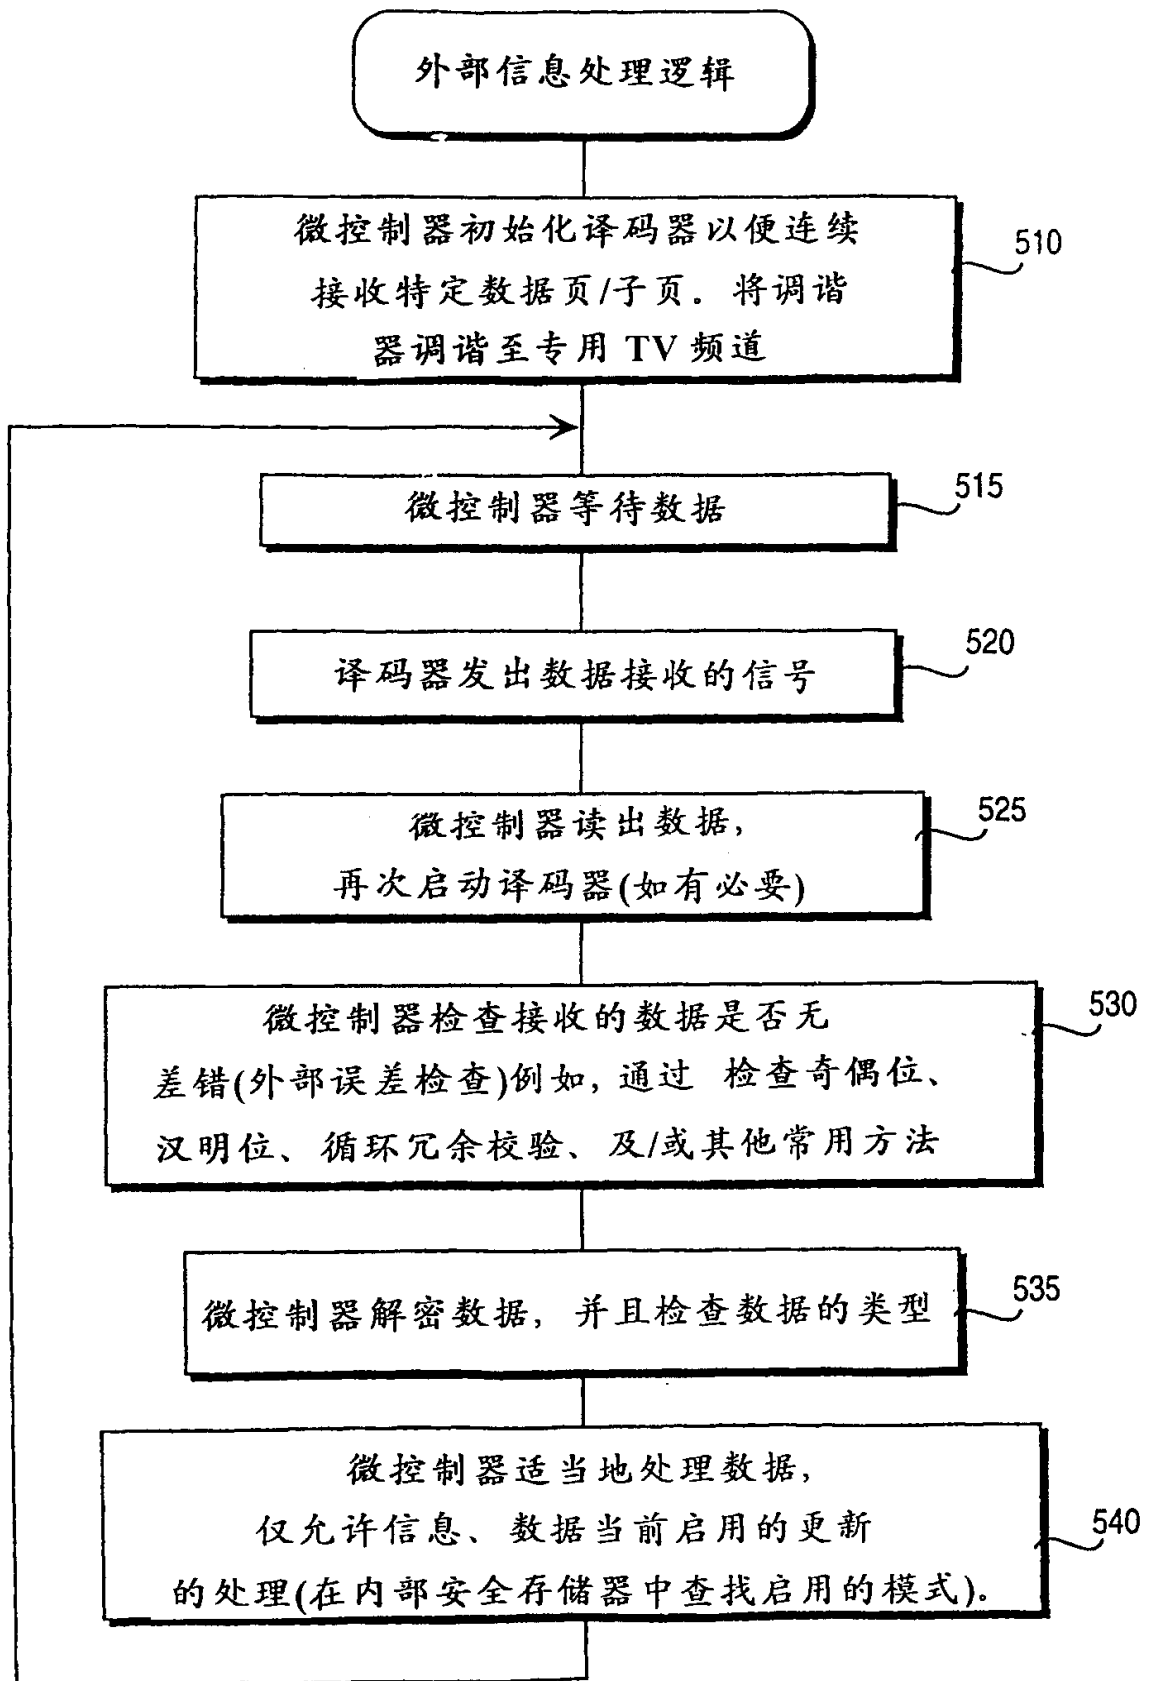 外部信息处理逻辑
微控制器初始化译码器以便连续
接收特定数据页/子页. 将调谐
器调谐至专用 TV 频道
510
微控制器等待数据
515
译码器发出数据接收的信号
520
微控制器读出数据,
再次启动译码器(如有必要)
525
微控制器检查接收的数据是否无
差错(外部误差检查)例如, 通过 检查奇偶位、
汉明位、循环冗余校验、及/或其他常用方法
530
微控制器解密数据, 并且检查数据的类型
535
微控制器适当地处理数据,
仅允许信息、数据当前启用的更新
的处理(在内部安全存储器中查找启用的模式).
540